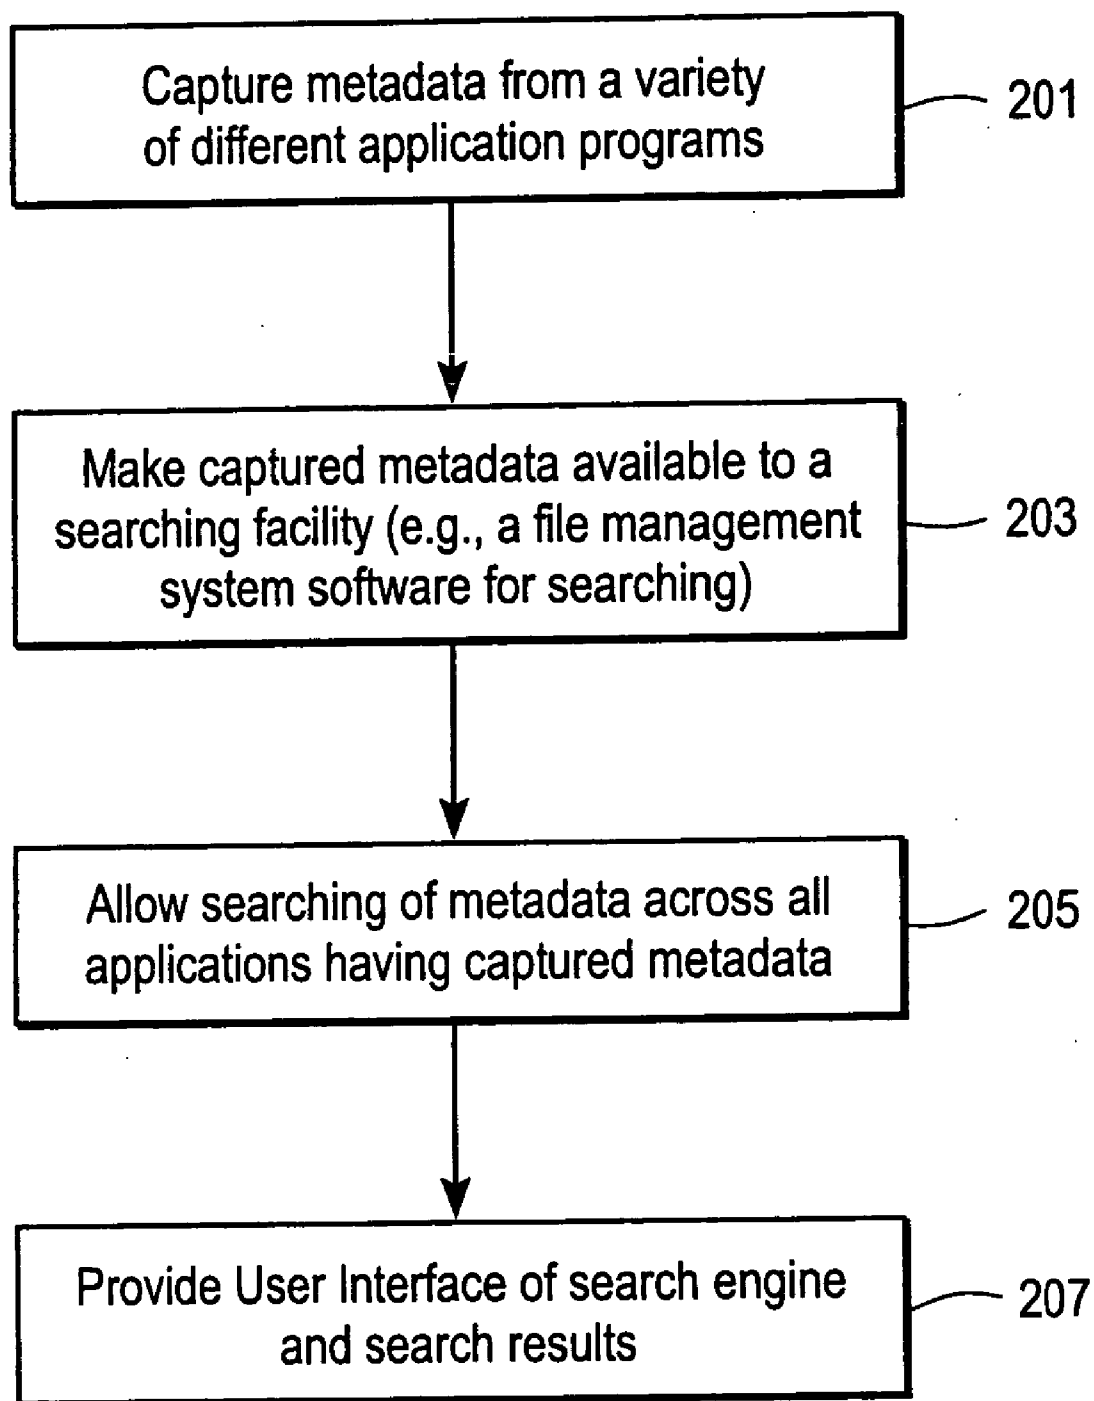 Capture metadata from a variety
of different application programs
201
Make captured metadata available to a
searching facility (e.g., a file management
system software for searching)
203
Allow searching of metadata across all
applications having captured metadata
205
Provide User Interface of search engine
and search results
207